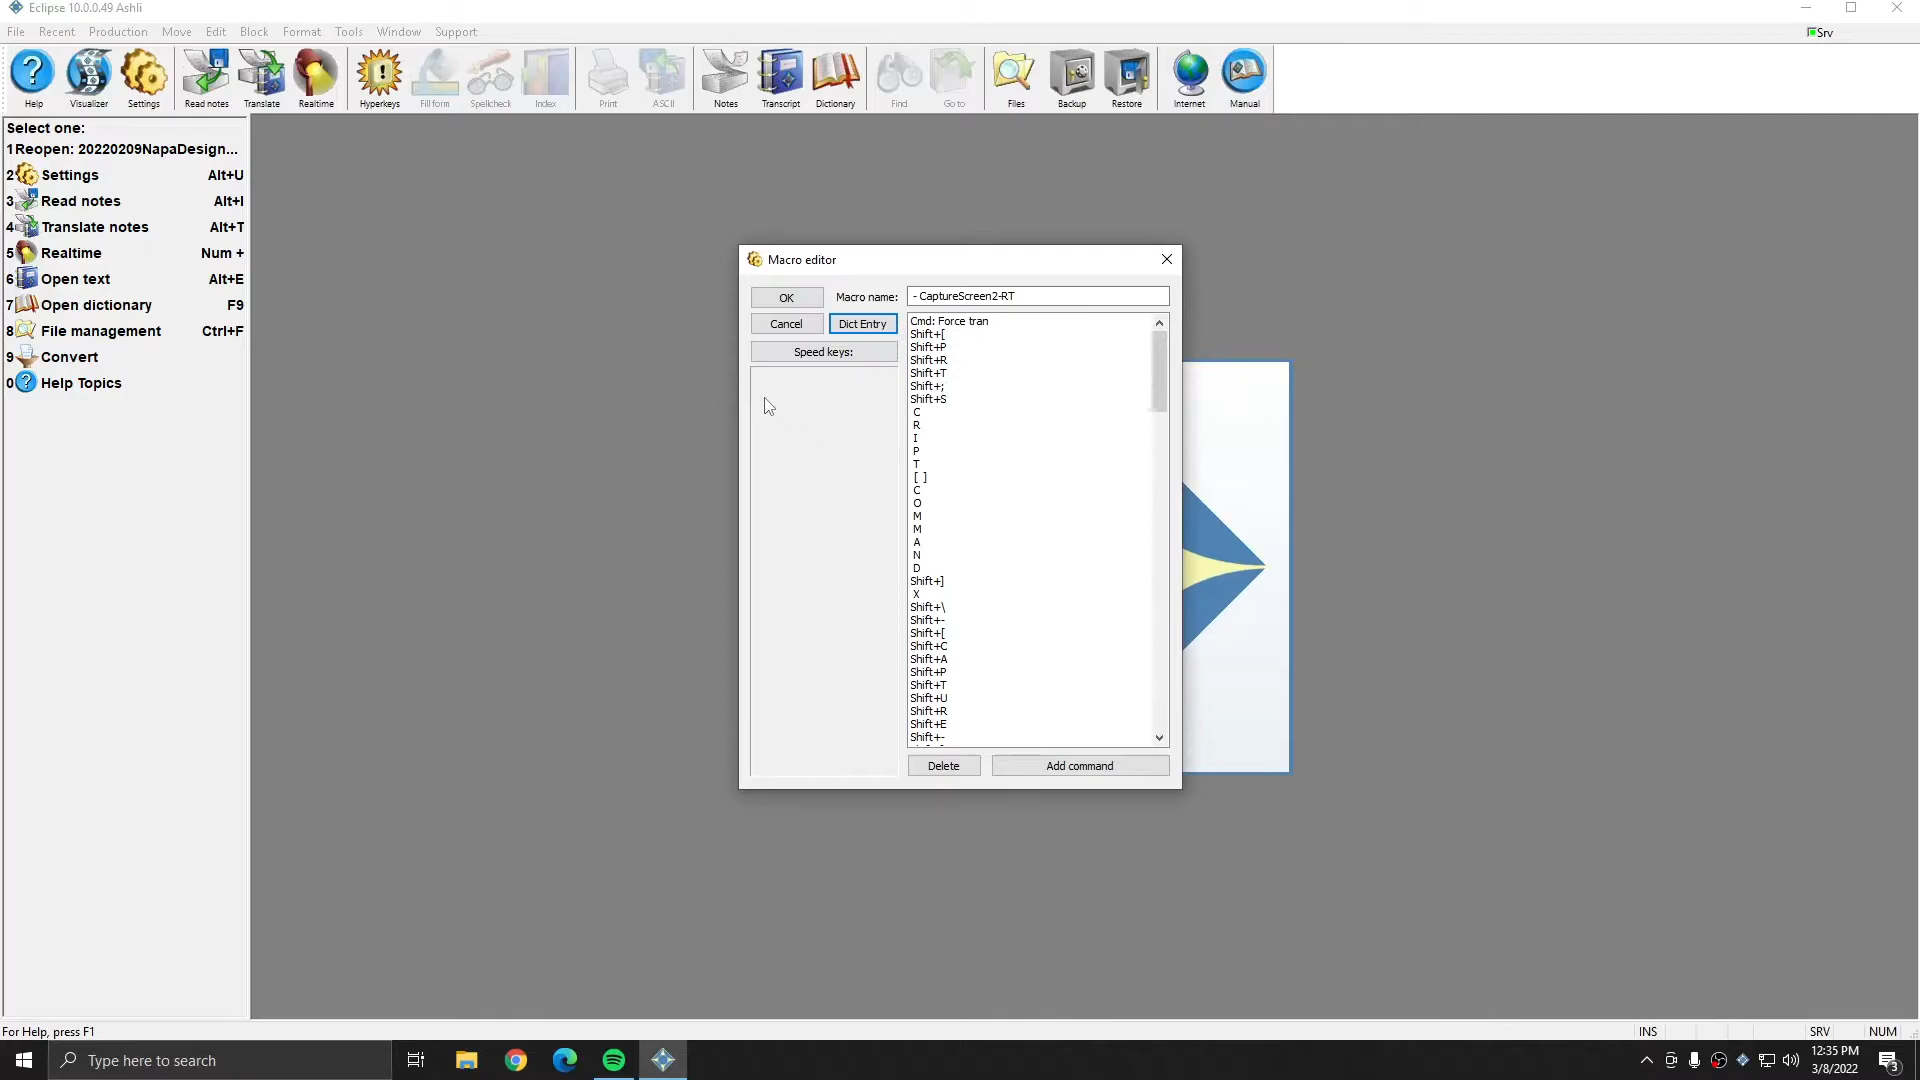 Eclipse 10.0.0.49 Ashli
File Recent Production Move Edit Block Format Tools Window Support
Srv
Help Visualizer Settings Read notes Translate Realtime Hyperkeys Fill form Spellcheck Index Print ASCII Notes Transcript Dictionary Find Go to Files Backup Restore Internet Manual
Select one:
1Reopen: 20220209NapaDesign...
2 Settings Alt+U
3 Read notes Alt+I
4 Translate notes Alt+T
5 Realtime Num +
6 Open text Alt+E
7 Open dictionary F9
8 File management Ctrl+F
9 Convert
0 Help Topics
Macro editor
OK Macro name: - CaptureScreen2-RT
Cancel Dict Entry
Speed keys:
Cmd: Force tran
Shift+[
Shift+P
Shift+R
Shift+T
Shift+;
Shift+S
C
R
I
P
T
[ ]
C
O
M
M
A
N
D
Shift+]
X
Shift+\
Shift+-
Shift+[
Shift+C
Shift+A
Shift+P
Shift+T
Shift+U
Shift+R
Shift+E
Shift+-
Delete Add command
For Help, press F1
INS SRV NUM
Type here to search
12:35 PM
3/8/2022
3